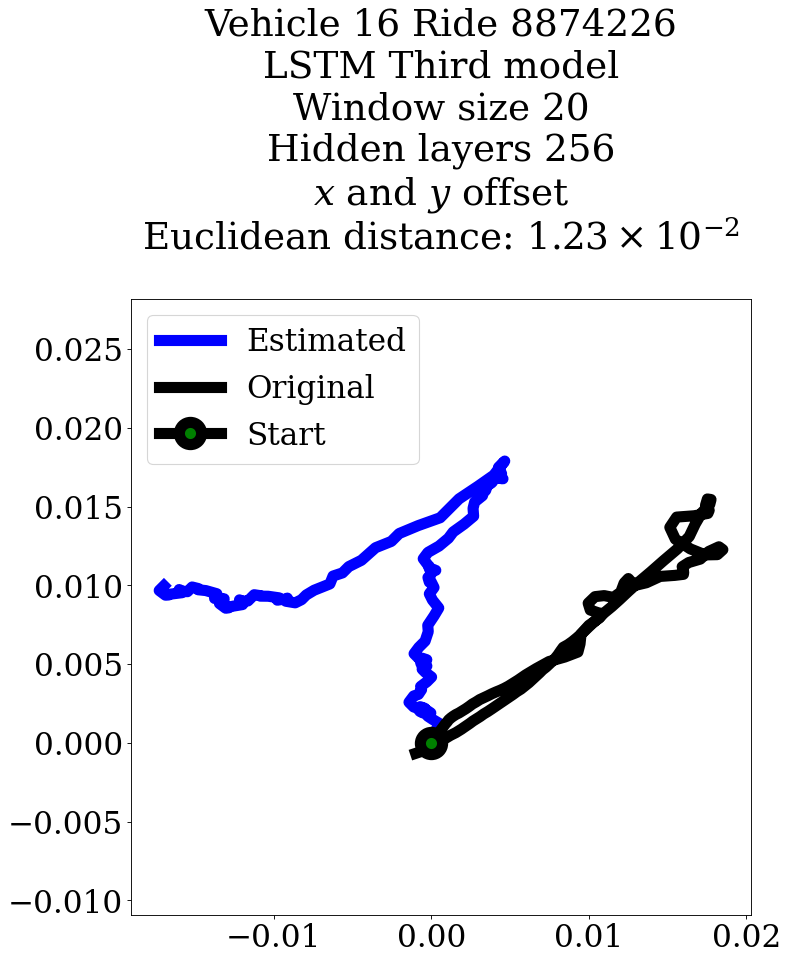 Vehicle 16 Ride 8874226
LSTM Third model
Window size 20
Hidden layers 256
x and y offset
Euclidean distance: 1.23 × 10⁻²
Estimated
Original
Start
0.025
0.020
0.015
0.010
0.005
0.000
−0.005
−0.010
−0.01 0.00 0.01 0.02